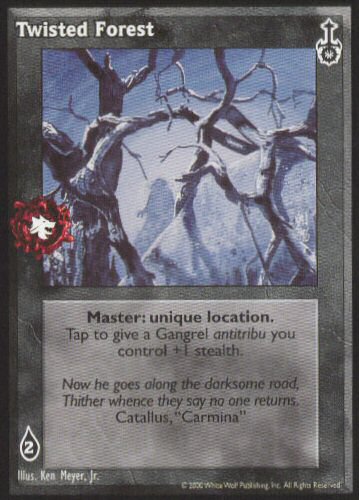 Twisted Forest
Master: unique location.
Tap to give a Gangrel antitribu you
control +1 stealth.
Now he goes along the darksome road,
Thither whence they say no one returns.
Catallus, "Carmina"
2
Illus. Ken Meyer, Jr.
© 2000 White Wolf Publishing, Inc. All Rights Reserved